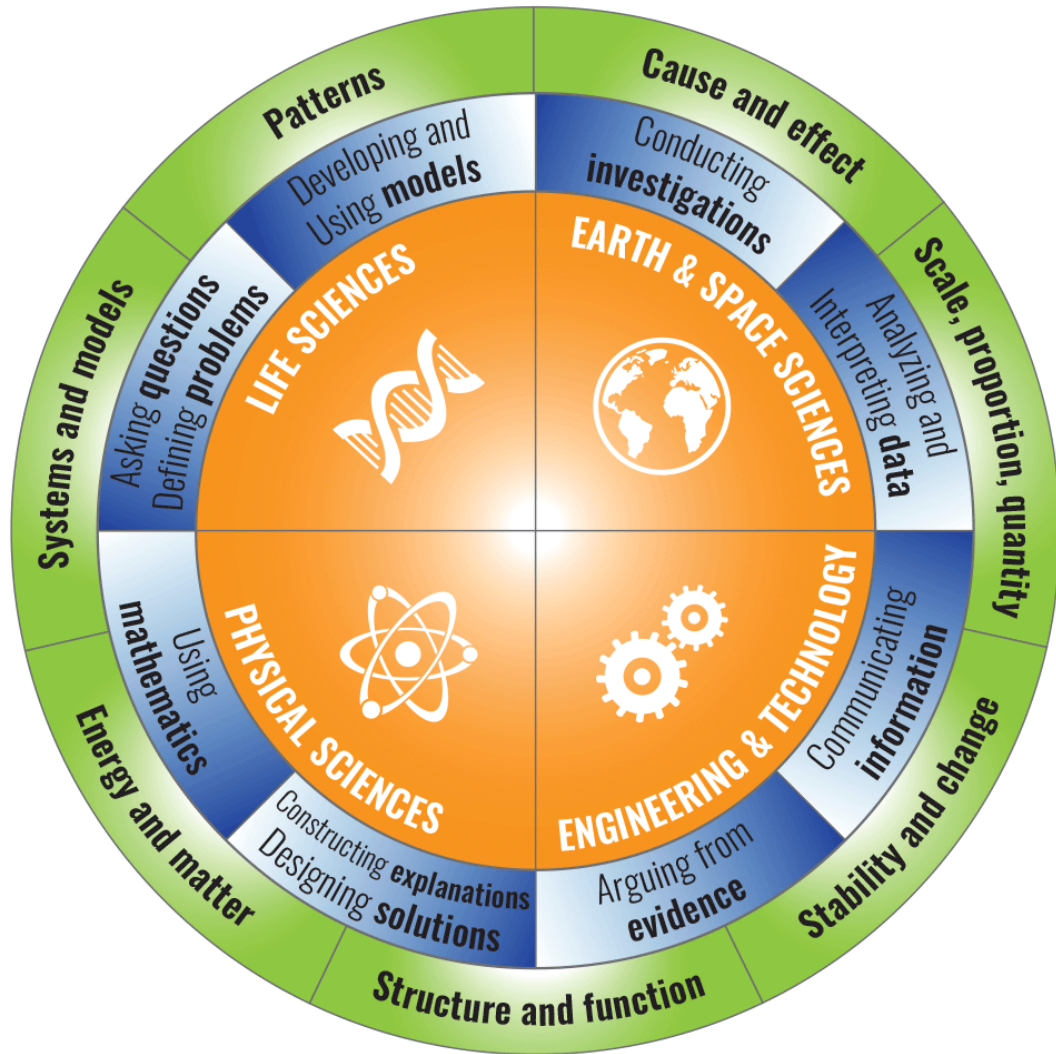 Patterns
Cause and effect
Scale, proportion, quantity
Stability and change
Structure and function
Energy and matter
Systems and models
Developing and
Using models
Conducting
investigations
Analyzing and
Interpreting data
Communicating
information
Arguing from
evidence
Constructing explanations
Designing solutions
Using
mathematics
Asking questions
Defining problems
LIFE SCIENCES
EARTH & SPACE SCIENCES
ENGINEERING & TECHNOLOGY
PHYSICAL SCIENCES